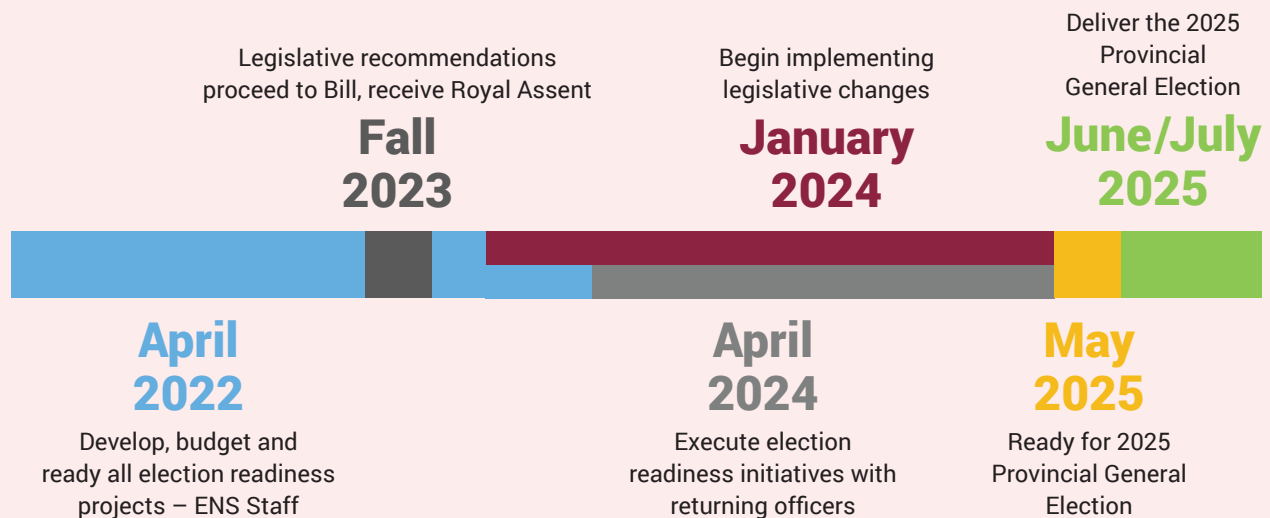 Legislative recommendations
proceed to Bill, receive Royal Assent
Fall
2023
Begin implementing
legislative changes
January
2024
Deliver the 2025
Provincial
General Election
June/July
2025
April
2022
Develop, budget and
ready all election readiness
projects – ENS Staff
April
2024
Execute election
readiness initiatives with
returning officers
May
2025
Ready for 2025
Provincial General
Election